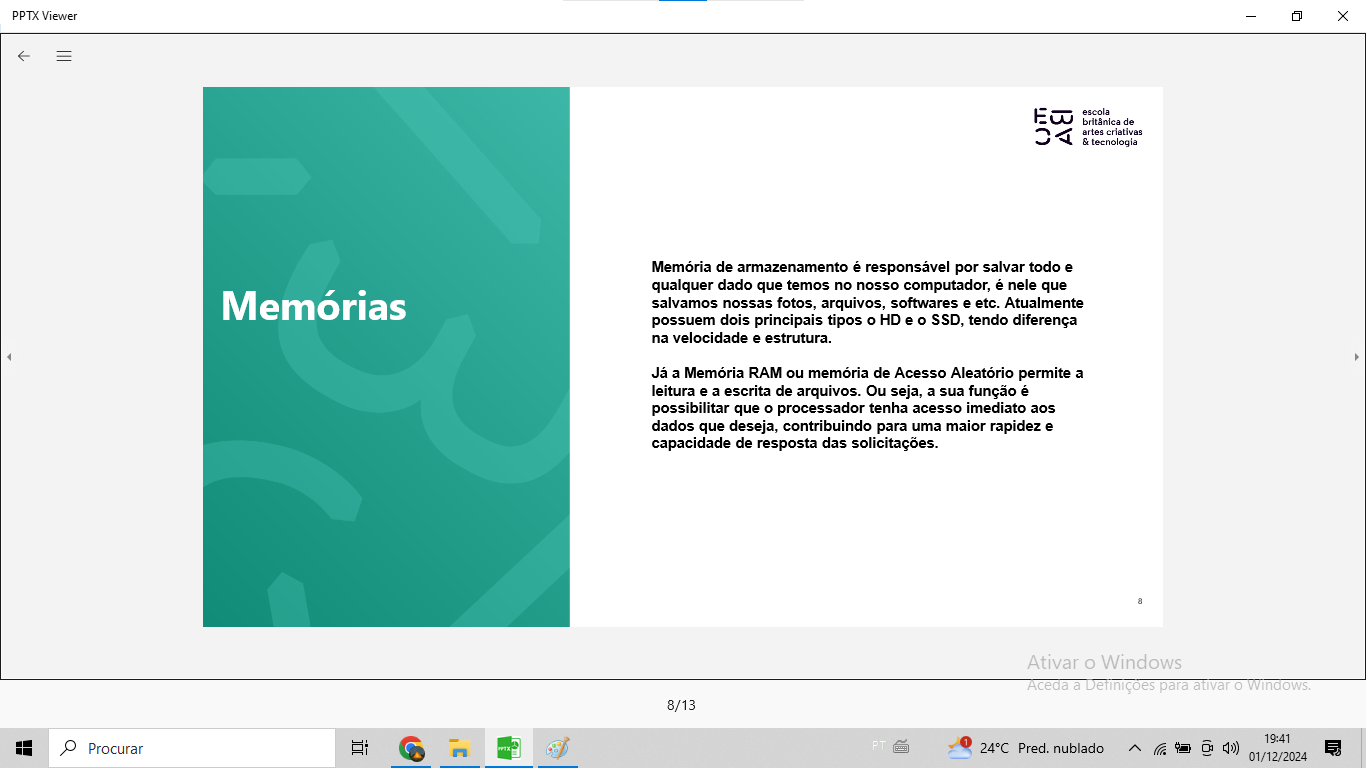 PPTX Viewer
EBAC
escola
britânica de
artes criativas
& tecnologia
Memórias
Memória de armazenamento é responsável por salvar todo e
qualquer dado que temos no nosso computador, é nele que
salvamos nossas fotos, arquivos, softwares e etc. Atualmente
possuem dois principais tipos o HD e o SSD, tendo diferença
na velocidade e estrutura.
Já a Memória RAM ou memória de Acesso Aleatório permite a
leitura e a escrita de arquivos. Ou seja, a sua função é
possibilitar que o processador tenha acesso imediato aos
dados que deseja, contribuindo para uma maior rapidez e
capacidade de resposta das solicitações.
8
Ativar o Windows
Aceda a Definições para ativar o Windows.
8/13
Procurar
PPTX
PT
1
24°C Pred. nublado
19:41
01/12/2024